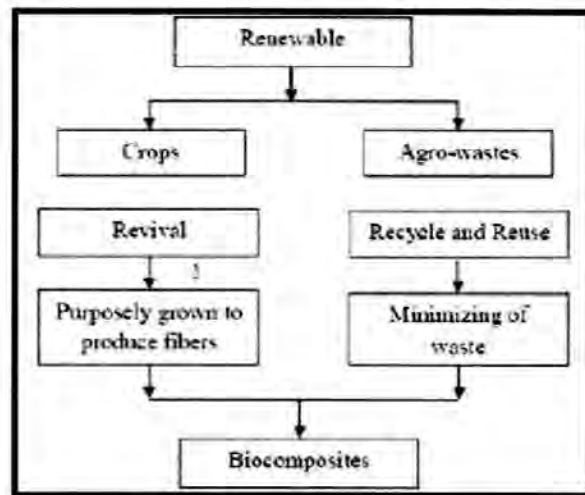 Renewable
Crops
Agro-wastes
Revival
Recycle and Reuse
Purposely grown to
produce fibers
Minimizing of
waste
Biocomposites